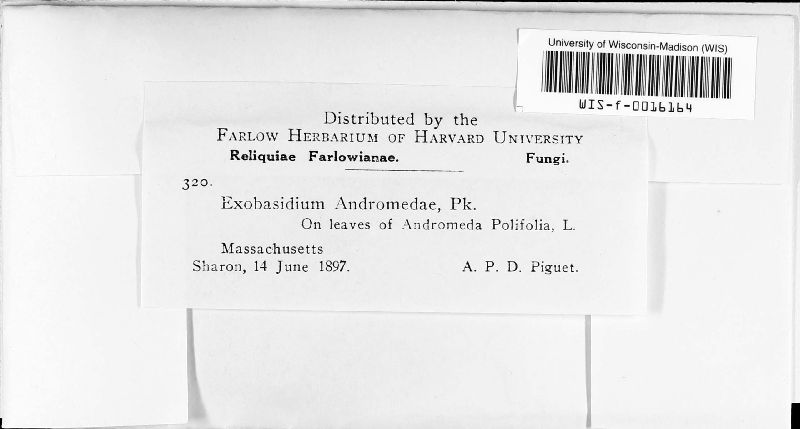 University of Wisconsin-Madison (WIS)
WIS-f-0016164
Distributed by the
FARLOW HERBARIUM OF HARVARD UNIVERSITY
Reliquiae Farlowianae. Fungi.
320.
Exobasidium Andromedae, Pk.
On leaves of Andromeda Polifolia, L.
Massachusetts
Sharon, 14 June 1897. A. P. D. Piguet.